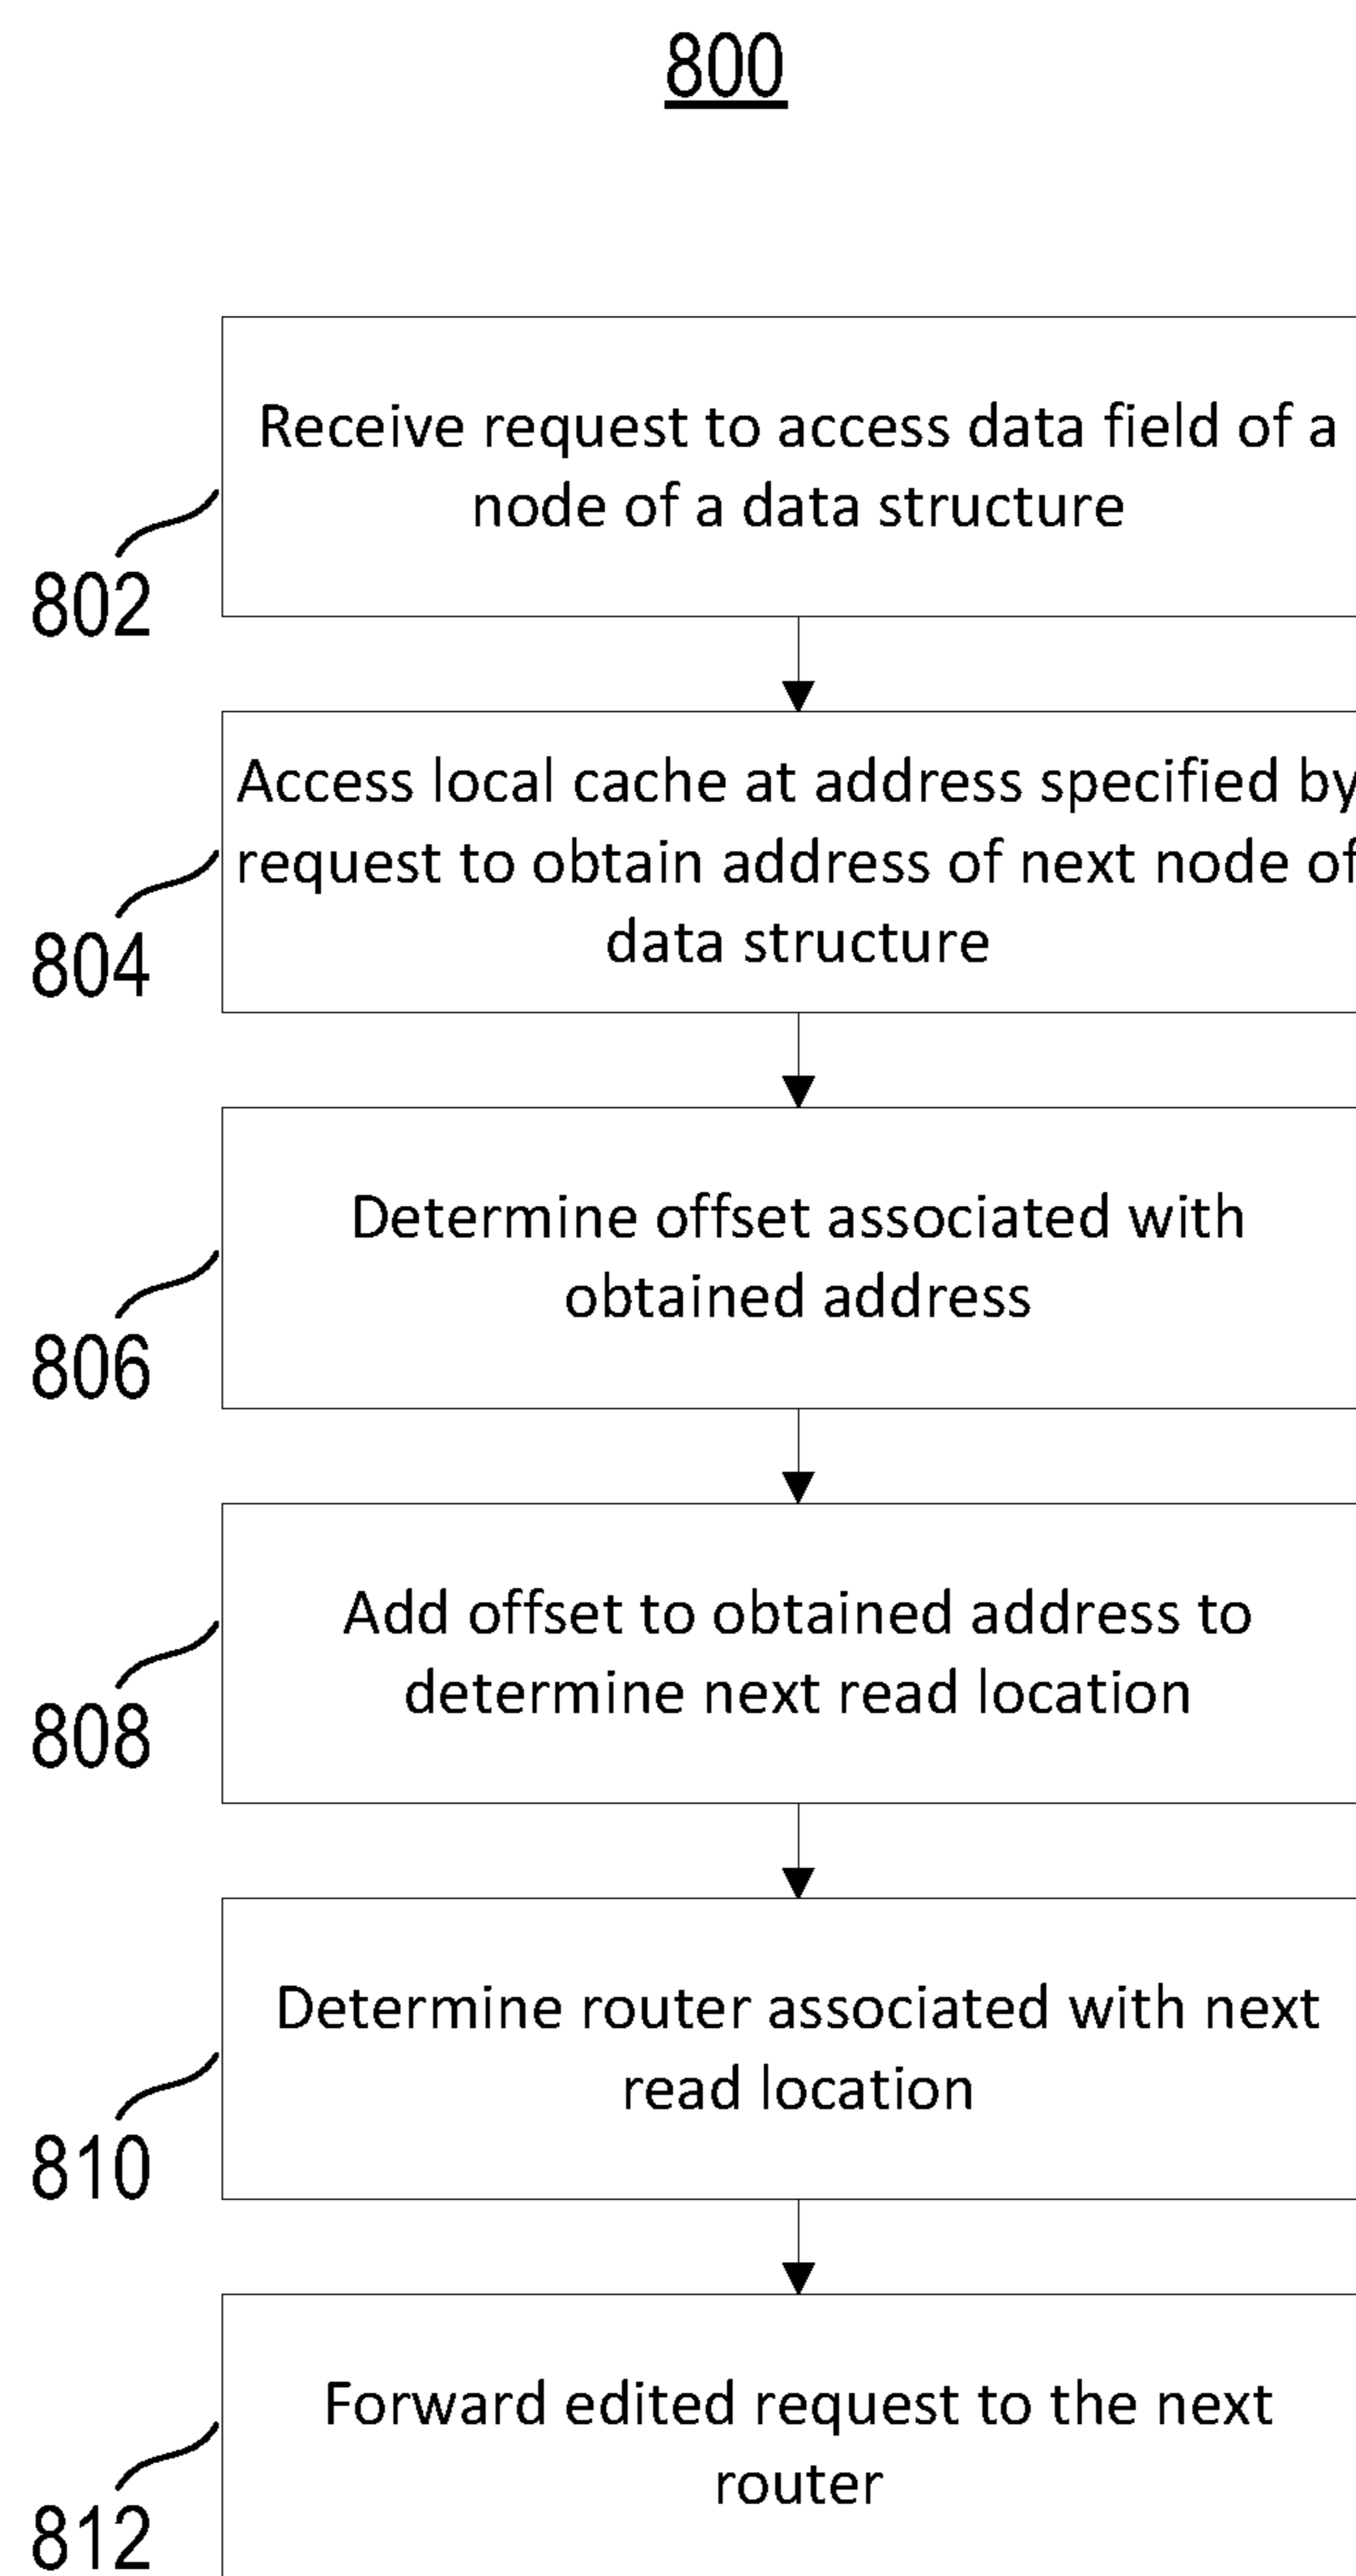 800
Receive request to access data field of a
node of a data structure
802
Access local cache at address specified by
request to obtain address of next node of
data structure
804
Determine offset associated with
obtained address
806
Add offset to obtained address to
determine next read location
808
Determine router associated with next
read location
810
Forward edited request to the next
router
812